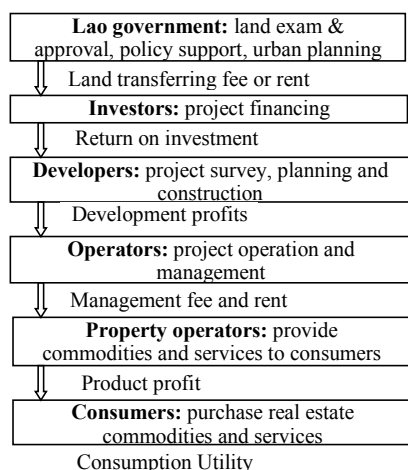 Lao government: land exam &
approval, policy support, urban planning
Land transferring fee or rent
Investors: project financing
Return on investment
Developers: project survey, planning and
construction
Development profits
Operators: project operation and
management
Management fee and rent
Property operators: provide
commodities and services to consumers
Product profit
Consumers: purchase real estate
commodities and services
Consumption Utility